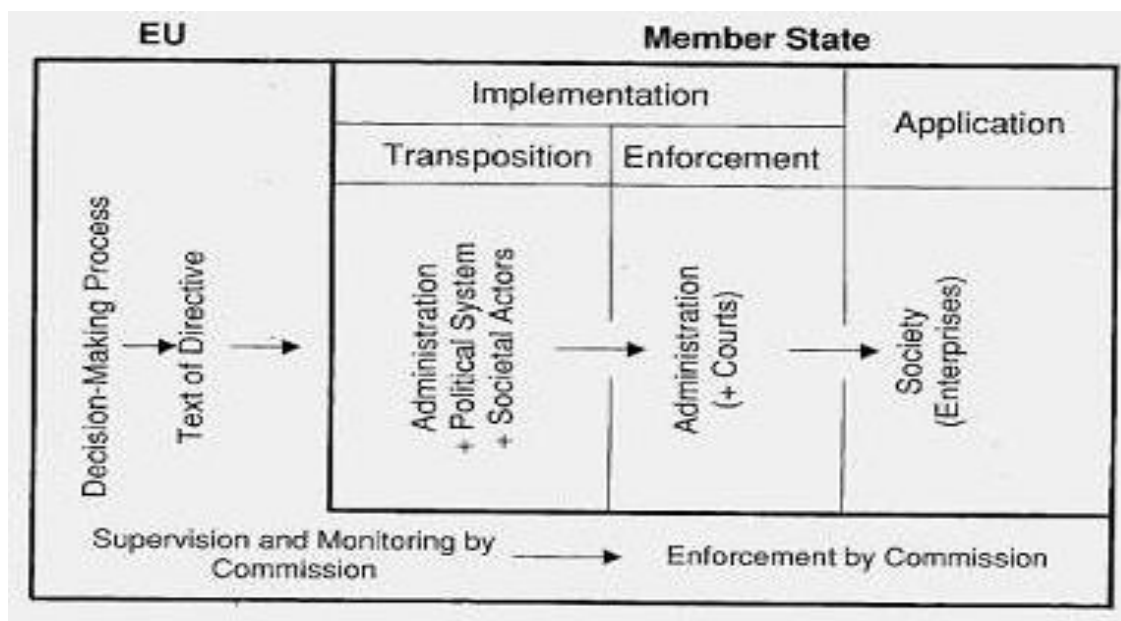 EU
Member State
Implementation
Application
Transposition
Enforcement
Decision-Making Process
Text of Directive
Administration
+ Political System
+ Societal Actors
Administration
(+ Courts)
Society
(Enterprises)
Supervision and Monitoring by
Commission
Enforcement by Commission